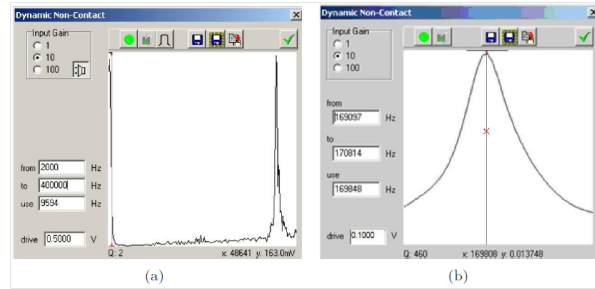 Dynamic Non-Contact
Input Gain
1
10
100
from 2000 Hz
to 400000 Hz
use 9594 Hz
drive 0.5000 V
Q: 2 x: 48641 y: 163.0mV
(a)
Dynamic Non-Contact
Input Gain
1
10
100
from
169097 Hz
to
170814 Hz
use
169848 Hz
drive 0.1000 V
Q: 460 x: 169808 y: 0.013748
(b)